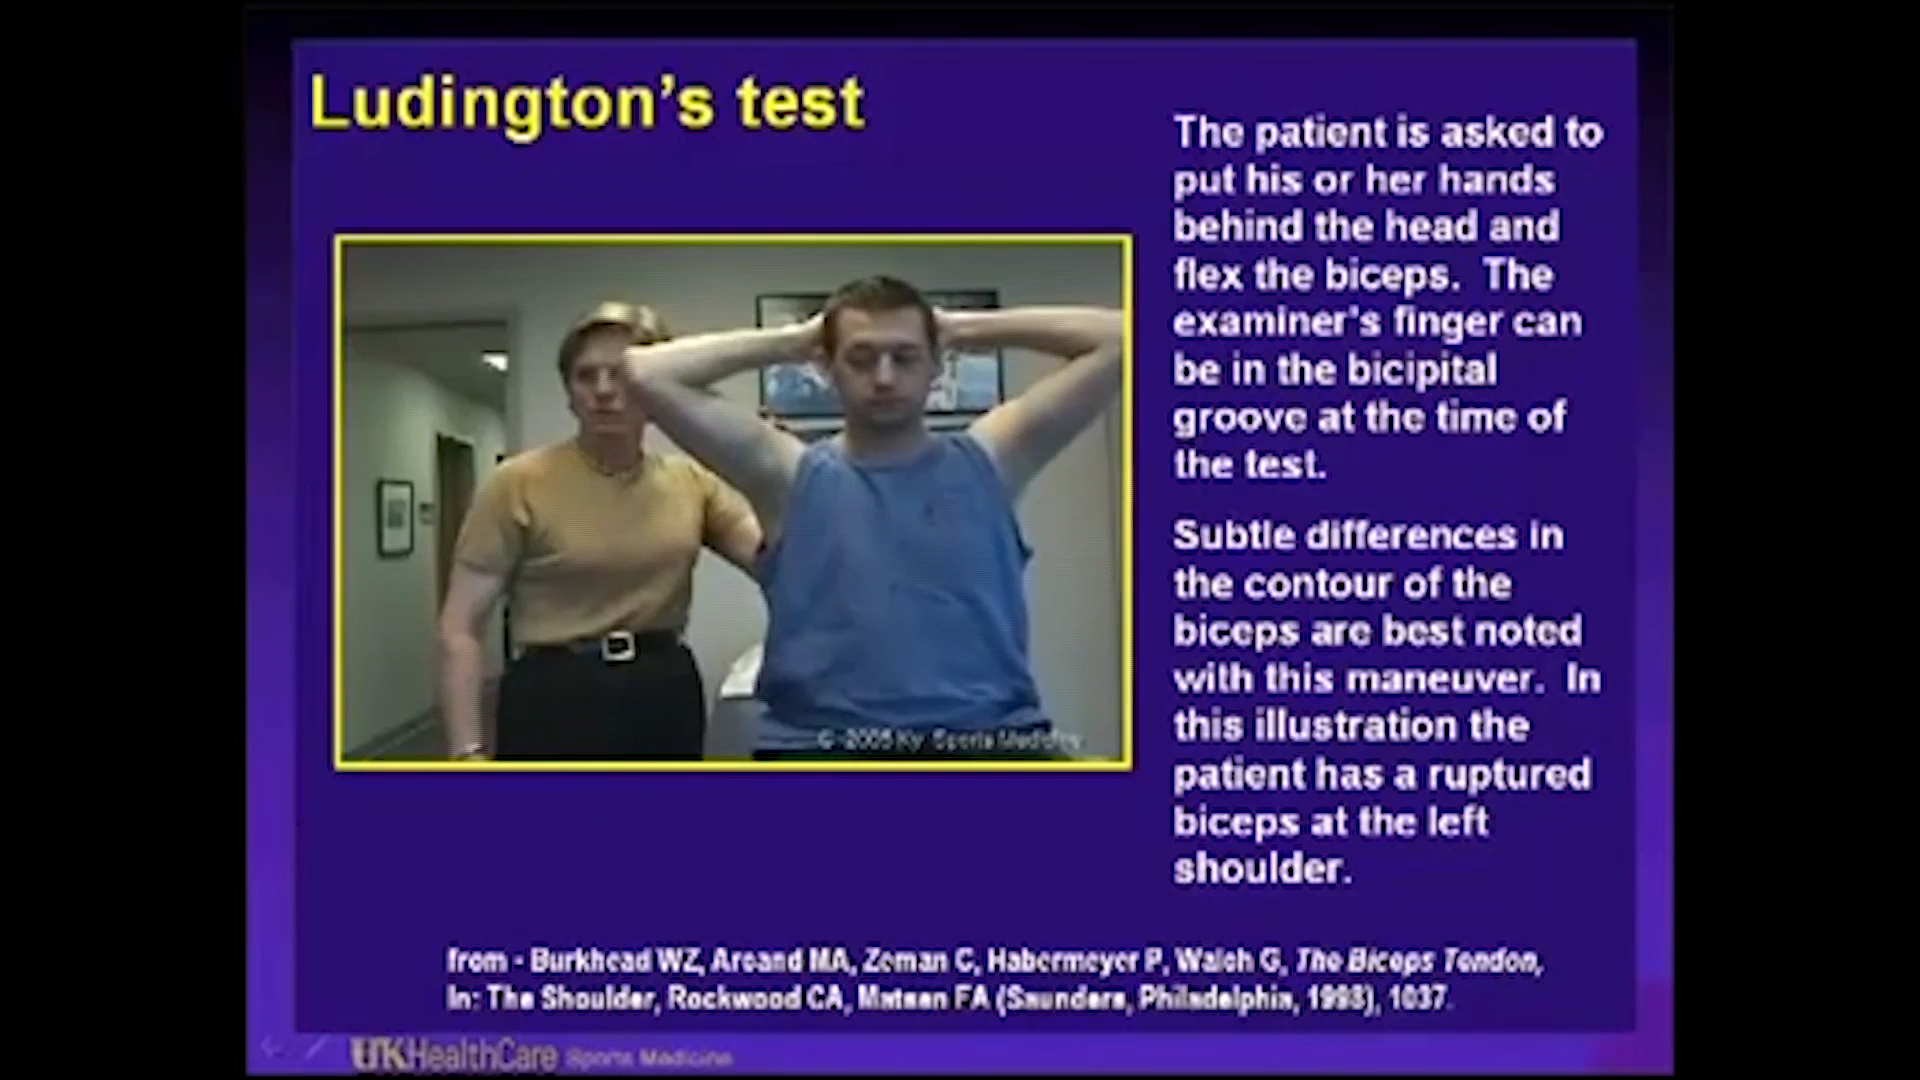 Ludington's test
The patient is asked to
put his or her hands
behind the head and
flex the biceps. The
examiner's finger can
be in the bicipital
groove at the time of
the test.
Subtle differences in
the contour of the
biceps are best noted
with this maneuver. In
this illustration the
patient has a ruptured
biceps at the left
shoulder.
© 2005 Ky Sports Medicine
from - Burkhead WZ, Arcand MA, Zeman C, Habermeyer P, Walch G, The Biceps Tendon,
In: The Shoulder, Rockwood CA, Matsen FA (Saunders, Philadelphia, 1998), 1037.
UKHealthCare Sports Medicine